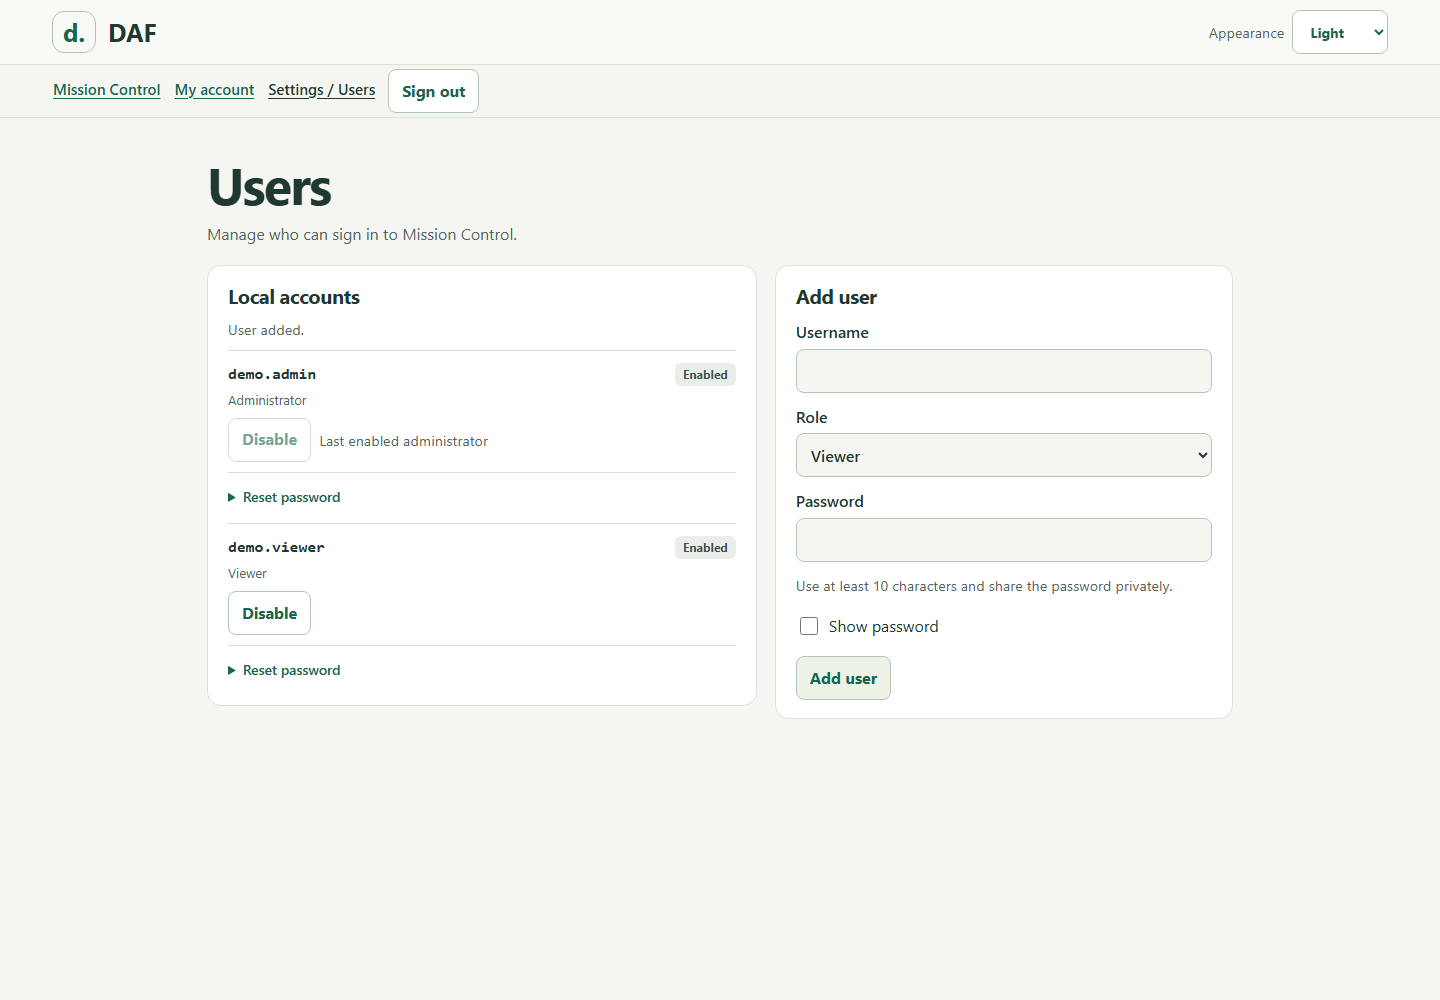 d. DAF
Appearance Light
Mission Control My account Settings / Users Sign out
Users
Manage who can sign in to Mission Control.
Local accounts
User added.
demo.admin Enabled
Administrator
Disable Last enabled administrator
Reset password
demo.viewer Enabled
Viewer
Disable
Reset password
Add user
Username
Role
Viewer
Password
Use at least 10 characters and share the password privately.
Show password
Add user